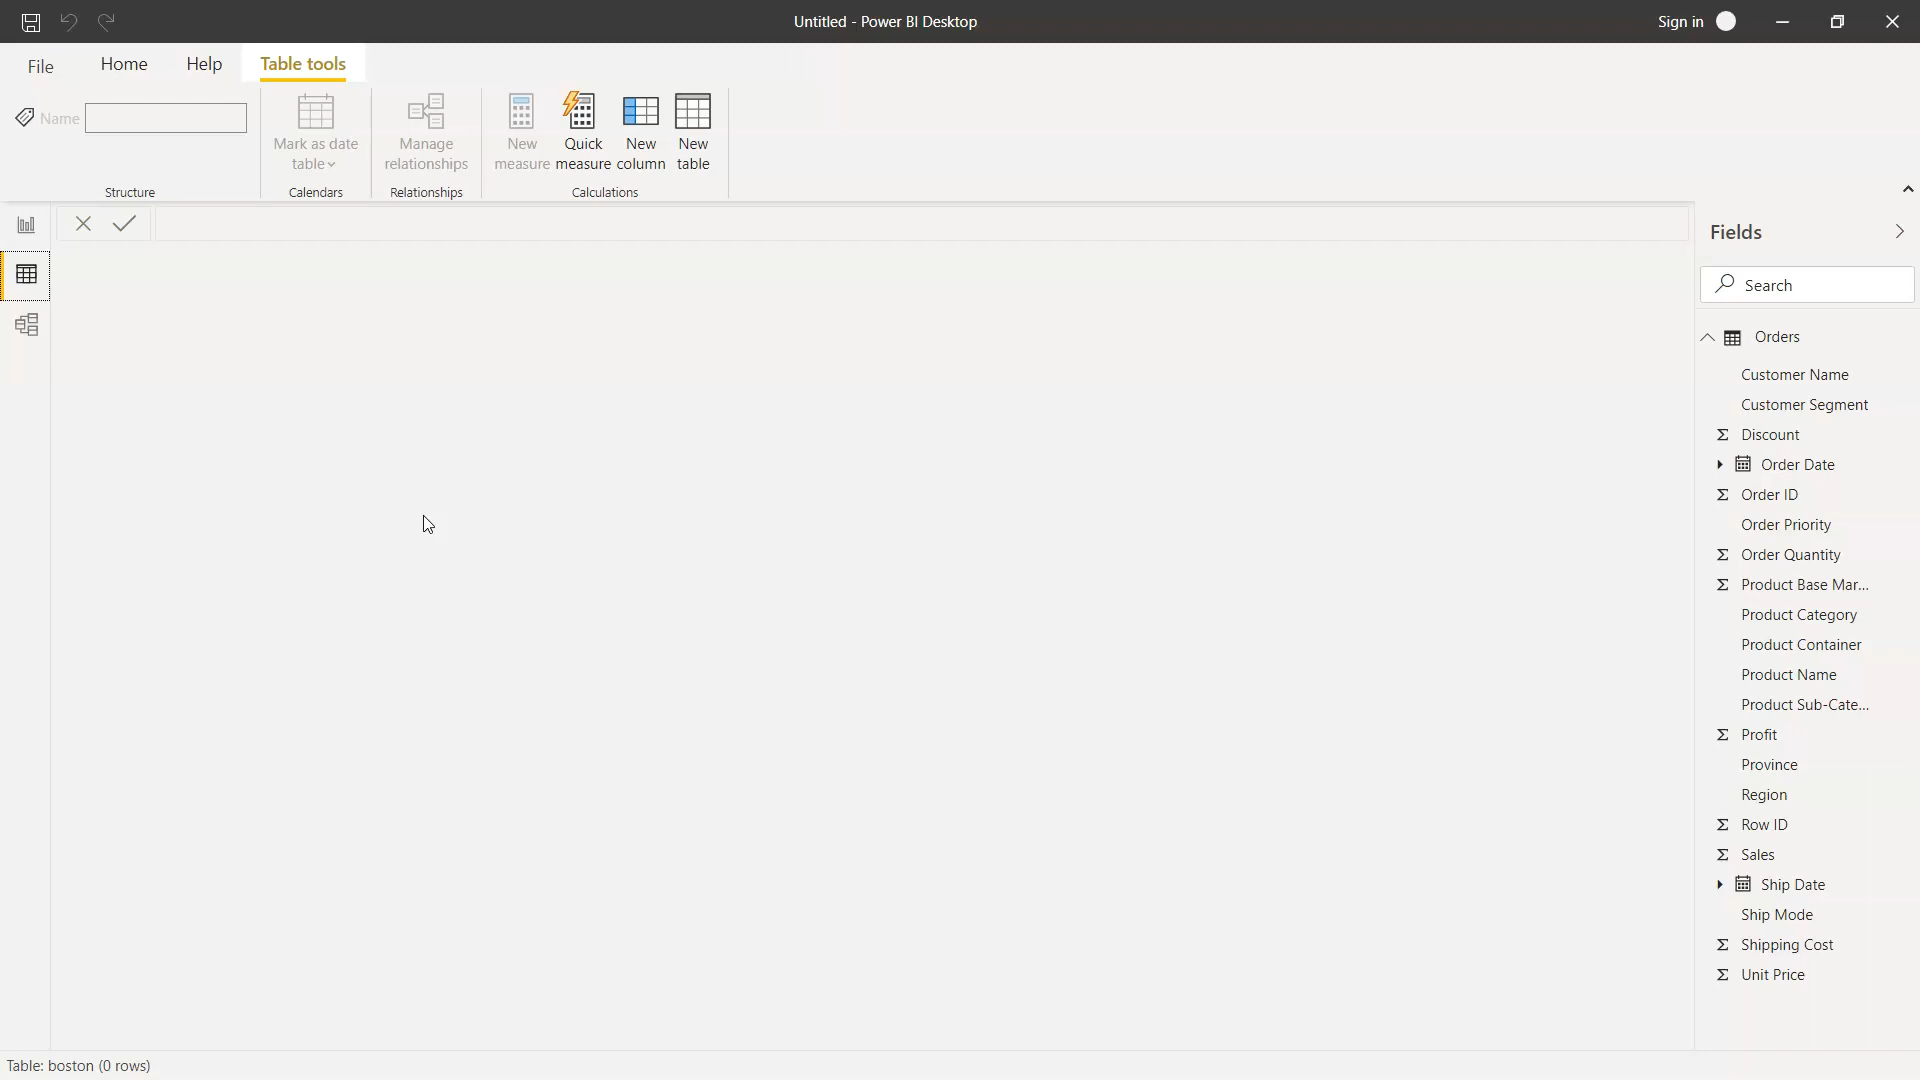 Untitled - Power BI Desktop
Sign in
File
Home
Help
Table tools
Name
Mark as date
table
Manage
relationships
New
measure
Quick
measure
New
column
New
table
Structure
Calendars
Relationships
Calculations
Fields
Search
Orders
Customer Name
Customer Segment
Σ Discount
Order Date
Σ Order ID
Order Priority
Σ Order Quantity
Σ Product Base Mar...
Product Category
Product Container
Product Name
Product Sub-Cate...
Σ Profit
Province
Region
Σ Row ID
Σ Sales
Ship Date
Ship Mode
Σ Shipping Cost
Σ Unit Price
Table: boston (0 rows)